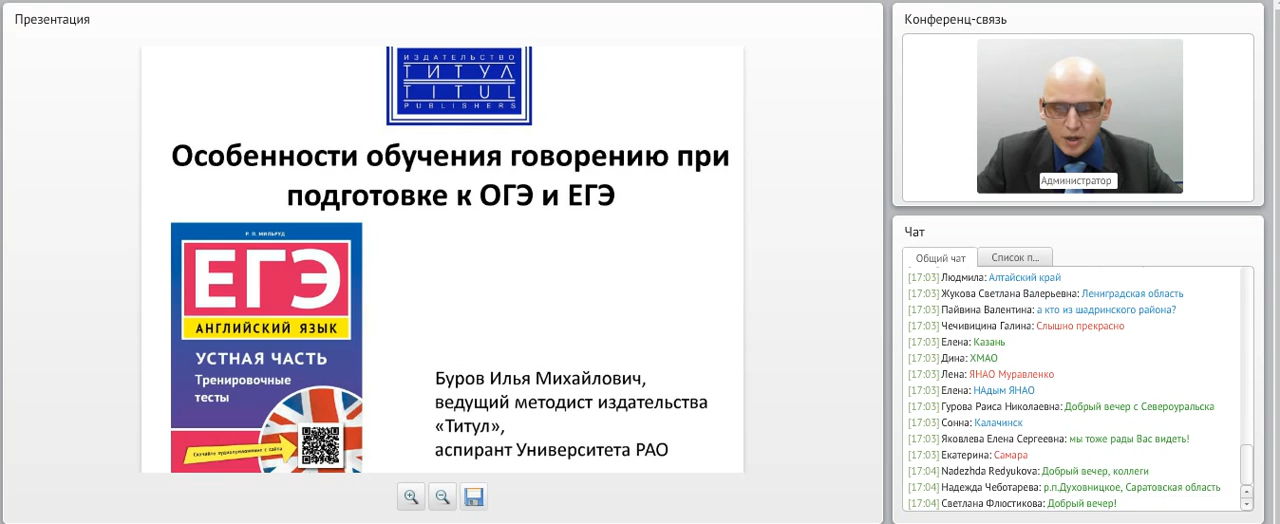 Презентация
ИЗДАТЕЛЬСТВО
ТИТУЛ
TITUL
PUBLISHERS
Особенности обучения говорению при
подготовке к ОГЭ и ЕГЭ
Р. П. МИЛЬРУД
ЕГЭ
АНГЛИЙСКИЙ ЯЗЫК
УСТНАЯ ЧАСТЬ
Тренировочные
тесты
Скачайте аудиоприложение с сайта
Буров Илья Михайлович,
ведущий методист издательства
«Титул»,
аспирант Университета РАО
Конференц-связь
Администратор
Чат
Общий чат
Список п...
[17:03] Людмила: Алтайский край
[17:03] Жукова Светлана Валерьевна: Лениградская область
[17:03] Пайвина Валентина: а кто из шадринского района?
[17:03] Чечивицина Галина: Слышно прекрасно
[17:03] Елена: Казань
[17:03] Дина: ХМАО
[17:03] Лена: ЯНАО Муравленко
[17:03] Елена: НАдым ЯНАО
[17:03] Гурова Раиса Николаевна: Добрый вечер с Североуральска
[17:03] Сонна: Калачинск
[17:03] Яковлева Елена Сергеевна: мы тоже рады Вас видеть!
[17:03] Екатерина: Самара
[17:04] Nadezhda Redyukova: Добрый вечер, коллеги
[17:04] Надежда Чеботарева: р.п.Духовницкое, Саратовская область
[17:04] Светлана Флюстикова: Добрый вечер!